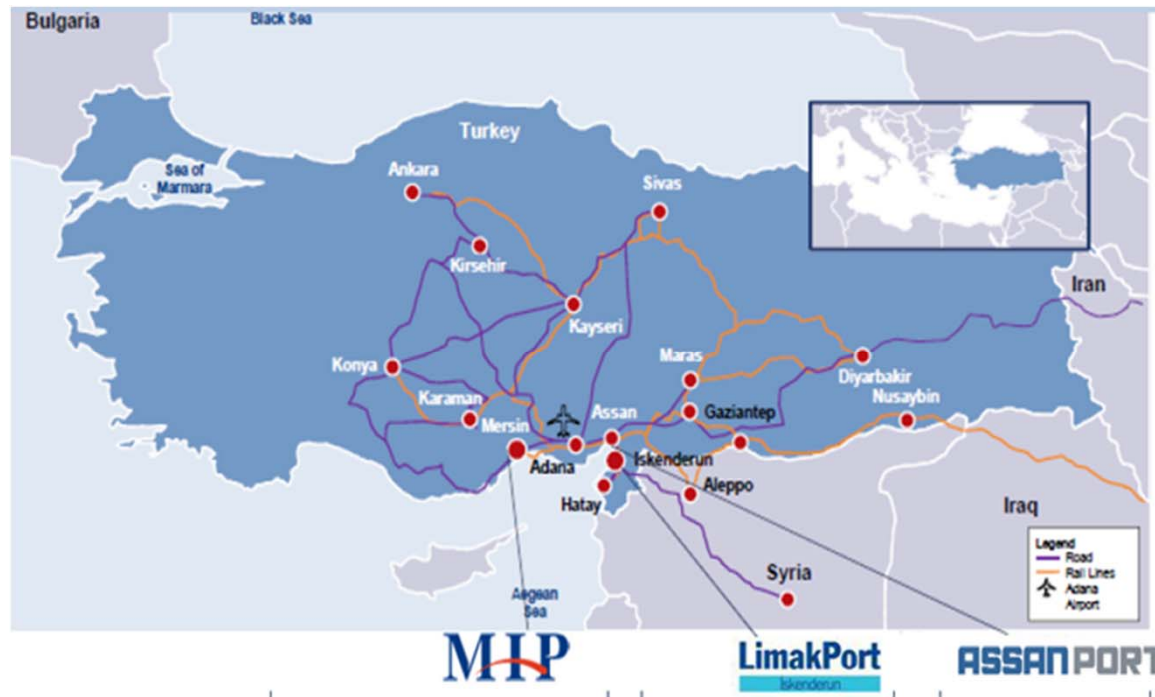 Bulgaria
Black Sea
Turkey
Sea of
Marmara
Ankara
Sivas
Kirsehir
Iran
Kayseri
Konya
Maras
Diyarbakir
Karaman
Nusaybin
Mersin
Assan
Gaziantep
Adana
Iskenderun
Hatay
Aleppo
Iraq
Syria
Aegean
Sea
Legend
Road
Rail Lines
Adana
Airport
MIP
LimakPort
Iskenderun
ASSANPORT